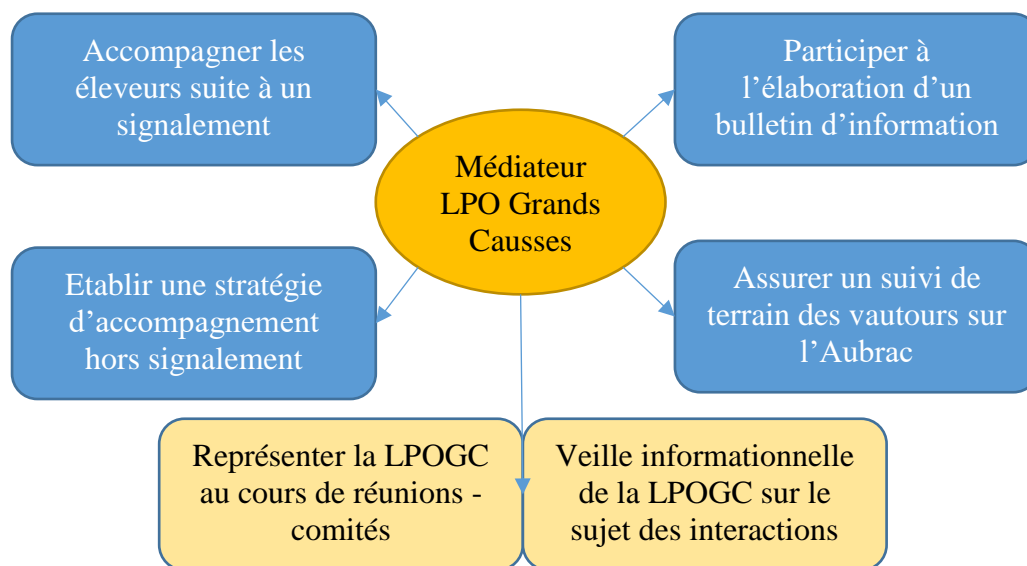 Accompagner les
éleveurs suite à un
signalement
Participer à
l'élaboration d'un
bulletin d'information
Médiateur
LPO Grands
Causses
Etablir une stratégie
d'accompagnement
hors signalement
Assurer un suivi de
terrain des vautours sur
l'Aubrac
Représenter la LPOGC
au cours de réunions -
comités
Veille informationnelle
de la LPOGC sur le
sujet des interactions